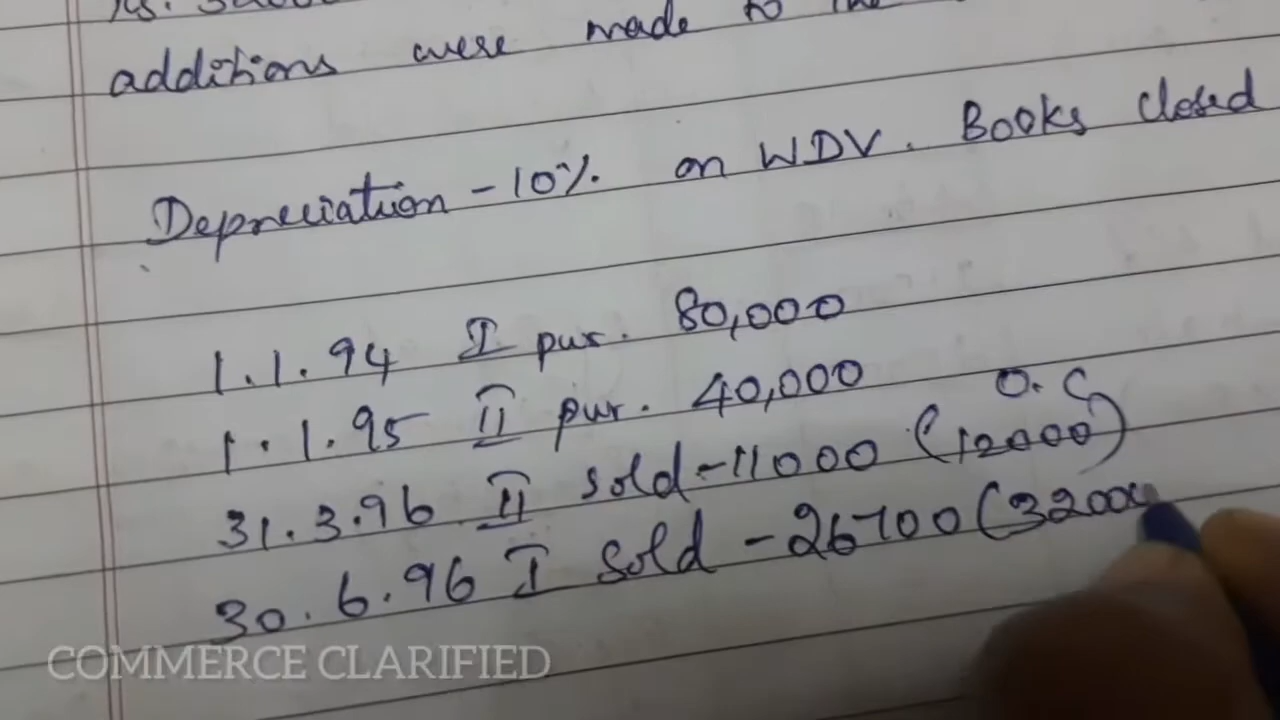 additions were made to the
Depreciation - 10% on WDV. Books closed
1.1.94 I pur. 80,000
1.1.95 II pur. 40,000 O.C
31.3.96 II sold - 11000 (12000)
30.6.96 I sold - 26700 (32000
COMMERCE CLARIFIED